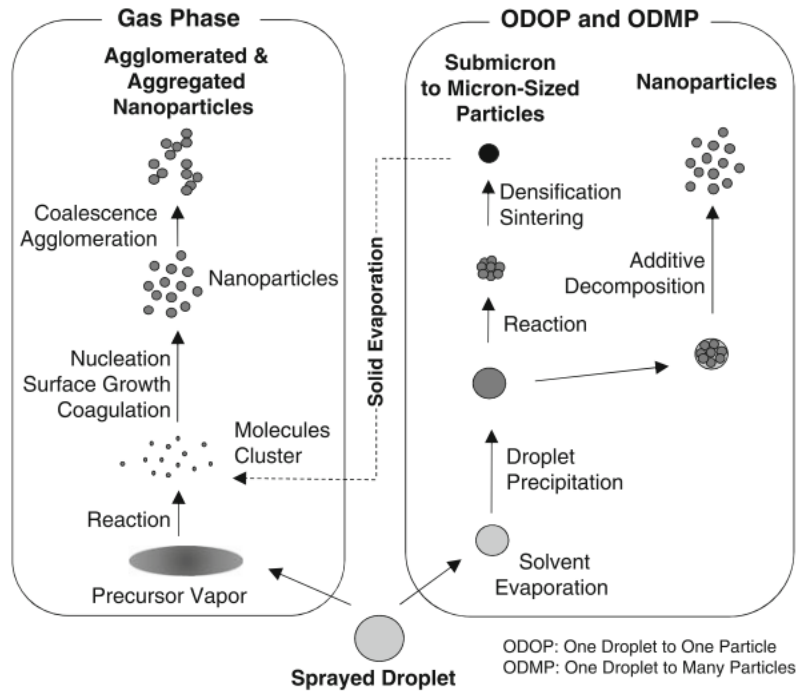 Gas Phase
Agglomerated &
Aggregated
Nanoparticles
Coalescence
Agglomeration
Nanoparticles
Nucleation
Surface Growth
Coagulation
Molecules
Cluster
Reaction
Precursor Vapor
Solid Evaporation
ODOP and ODMP
Submicron
to Micron-Sized
Particles
Nanoparticles
Densification
Sintering
Additive
Decomposition
Reaction
Droplet
Precipitation
Solvent
Evaporation
Sprayed Droplet
ODOP: One Droplet to One Particle
ODMP: One Droplet to Many Particles